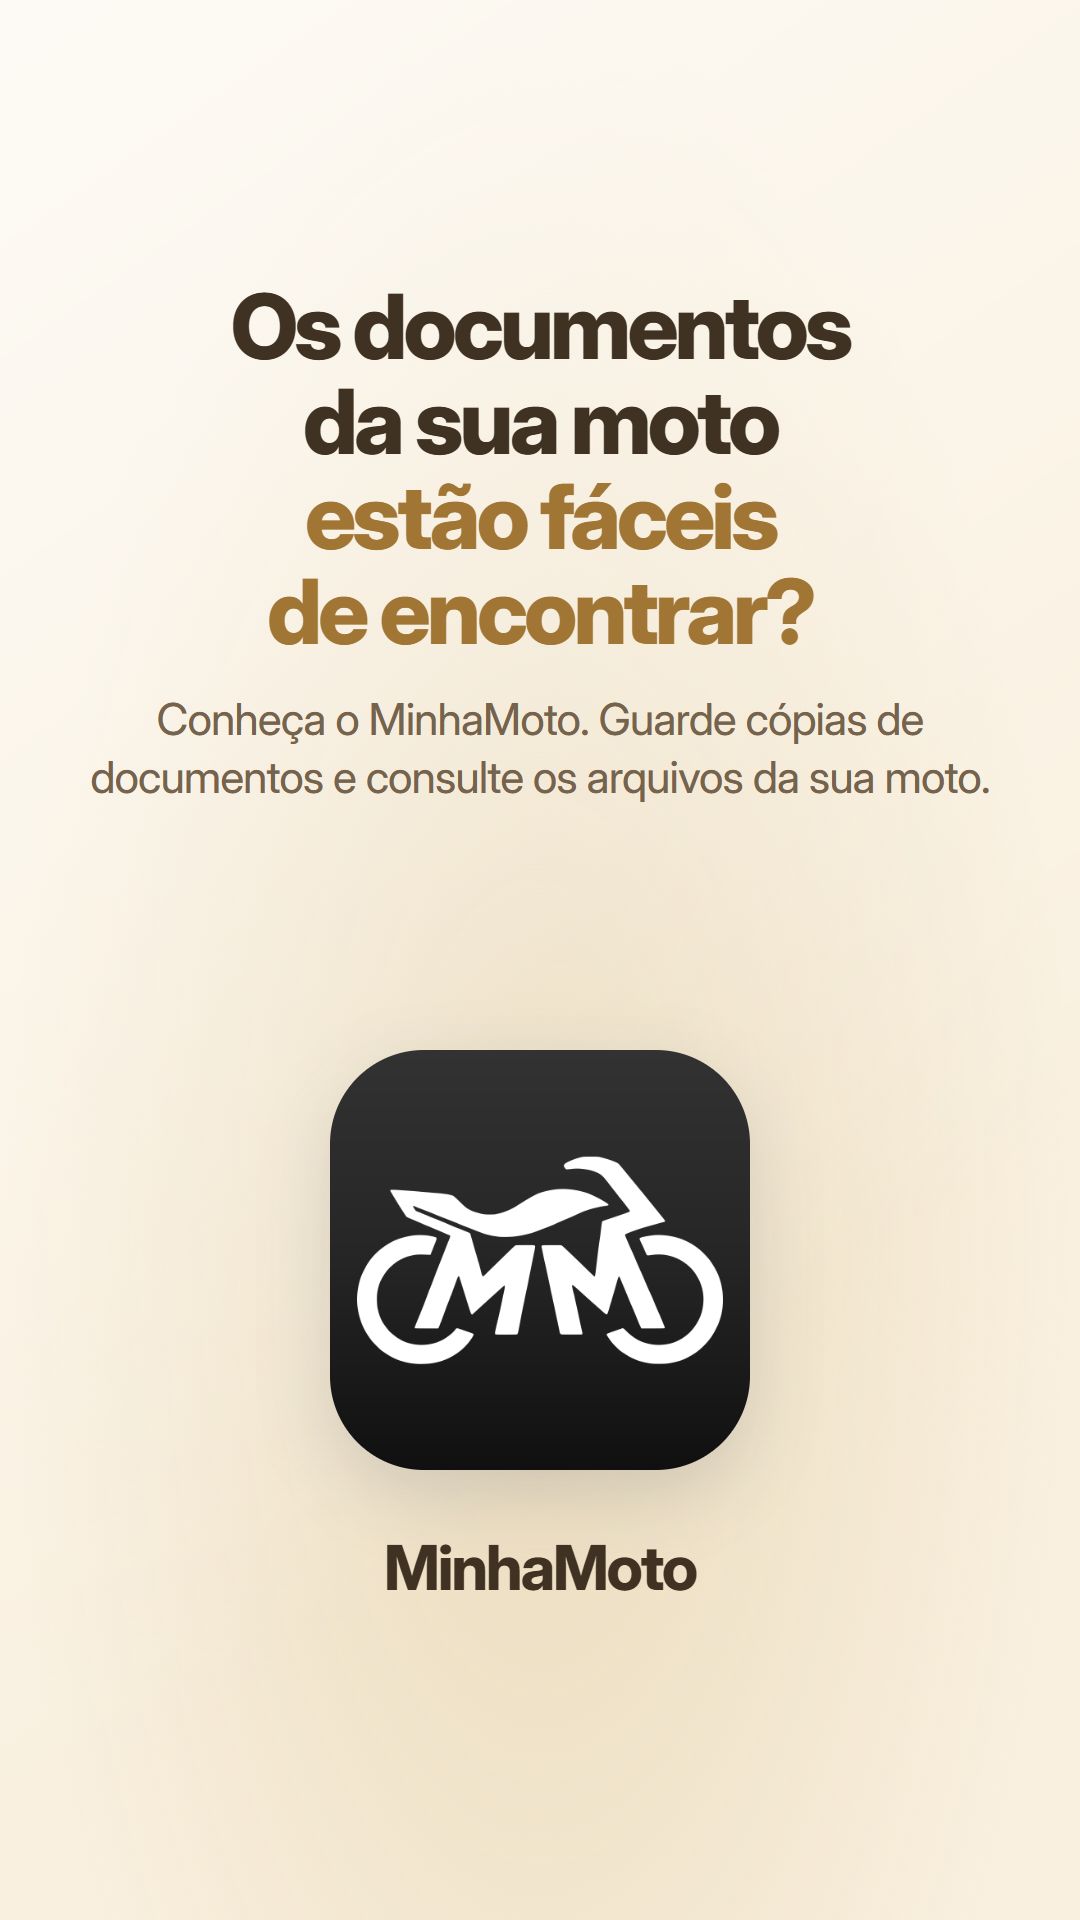 Os documentos
da sua moto
estão fáceis
de encontrar?
Conheça o MinhaMoto. Guarde cópias de
documentos e consulte os arquivos da sua moto.
MM
MinhaMoto